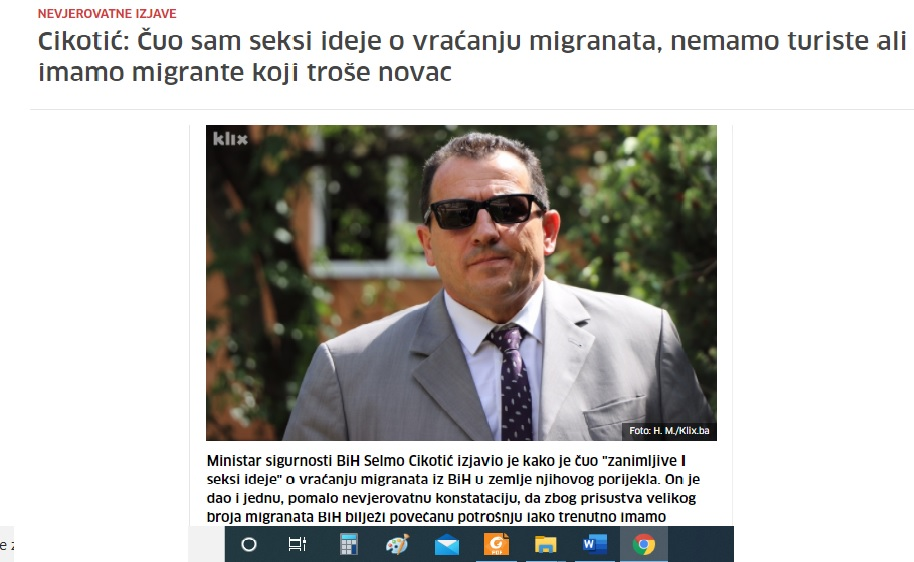 NEVJEROVATNE IZJAVE
Cikotić: Čuo sam seksi ideje o vraćanju migranata, nemamo turiste ali
imamo migrante koji troše novac
klix
Foto: H. M./Klix.ba
Ministar sigurnosti BiH Selmo Cikotić izjavio je kako je čuo "zanimljive I
seksi ideje" o vraćanju migranata iz BiH u zemlje njihovog porijekla. On je
dao i jednu, pomalo nevjerovatnu konstataciju, da zbog prisustva velikog
broja migranata BiH bilježi povećanu potrošnju iako trenutno imamo
e z
PDF
W